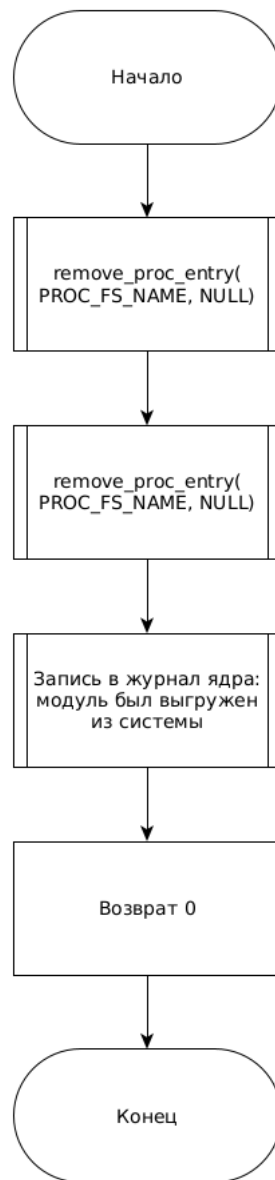 Начало
remove_proc_entry(
PROC_FS_NAME, NULL)
remove_proc_entry(
PROC_FS_NAME, NULL)
Запись в журнал ядра:
модуль был выгружен
из системы
Возврат 0
Конец